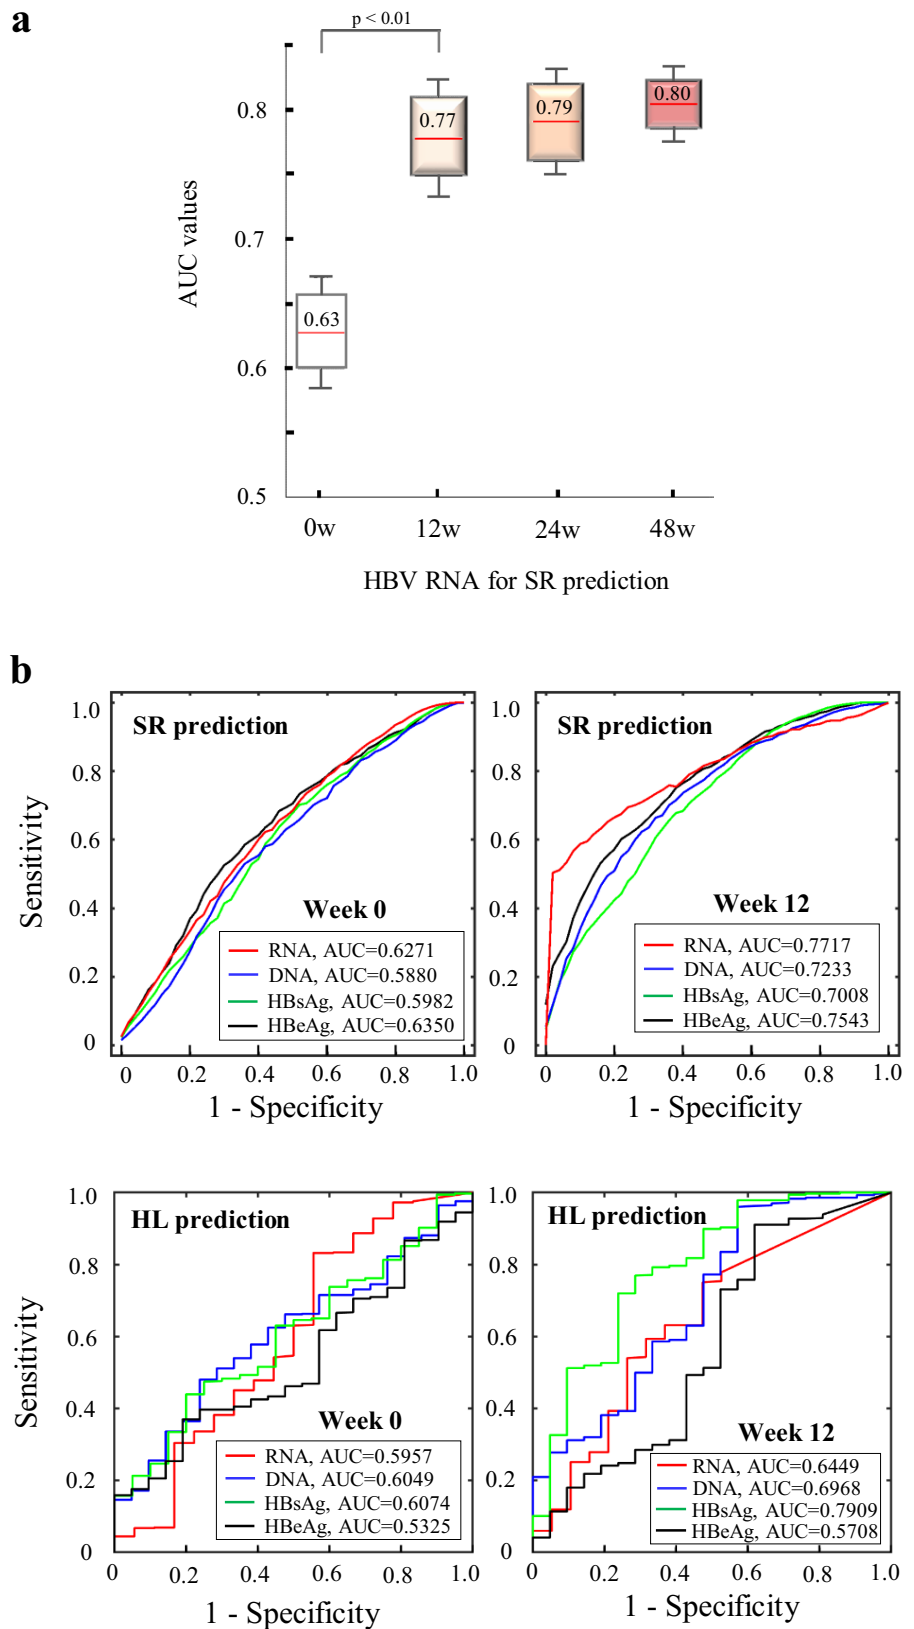 a
p < 0.01
0.8
0.7
0.6
0.5
AUC values
0.63
0.77
0.79
0.80
0w
12w
24w
48w
HBV RNA for SR prediction
b
SR prediction
1.0
0.8
0.6
0.4
0.2
0
Sensitivity
Week 0
RNA, AUC=0.6271
DNA, AUC=0.5880
HBsAg, AUC=0.5982
HBeAg, AUC=0.6350
0 0.2 0.4 0.6 0.8 1.0
1 - Specificity
SR prediction
1.0
0.8
0.6
0.4
0.2
0
Week 12
RNA, AUC=0.7717
DNA, AUC=0.7233
HBsAg, AUC=0.7008
HBeAg, AUC=0.7543
0 0.2 0.4 0.6 0.8 1.0
1 - Specificity
HL prediction
1.0
0.8
0.6
0.4
0.2
0
Sensitivity
Week 0
RNA, AUC=0.5957
DNA, AUC=0.6049
HBsAg, AUC=0.6074
HBeAg, AUC=0.5325
0 0.2 0.4 0.6 0.8 1.0
1 - Specificity
HL prediction
1.0
0.8
0.6
0.4
0.2
0
Week 12
RNA, AUC=0.6449
DNA, AUC=0.6968
HBsAg, AUC=0.7909
HBeAg, AUC=0.5708
0 0.2 0.4 0.6 0.8 1.0
1 - Specificity